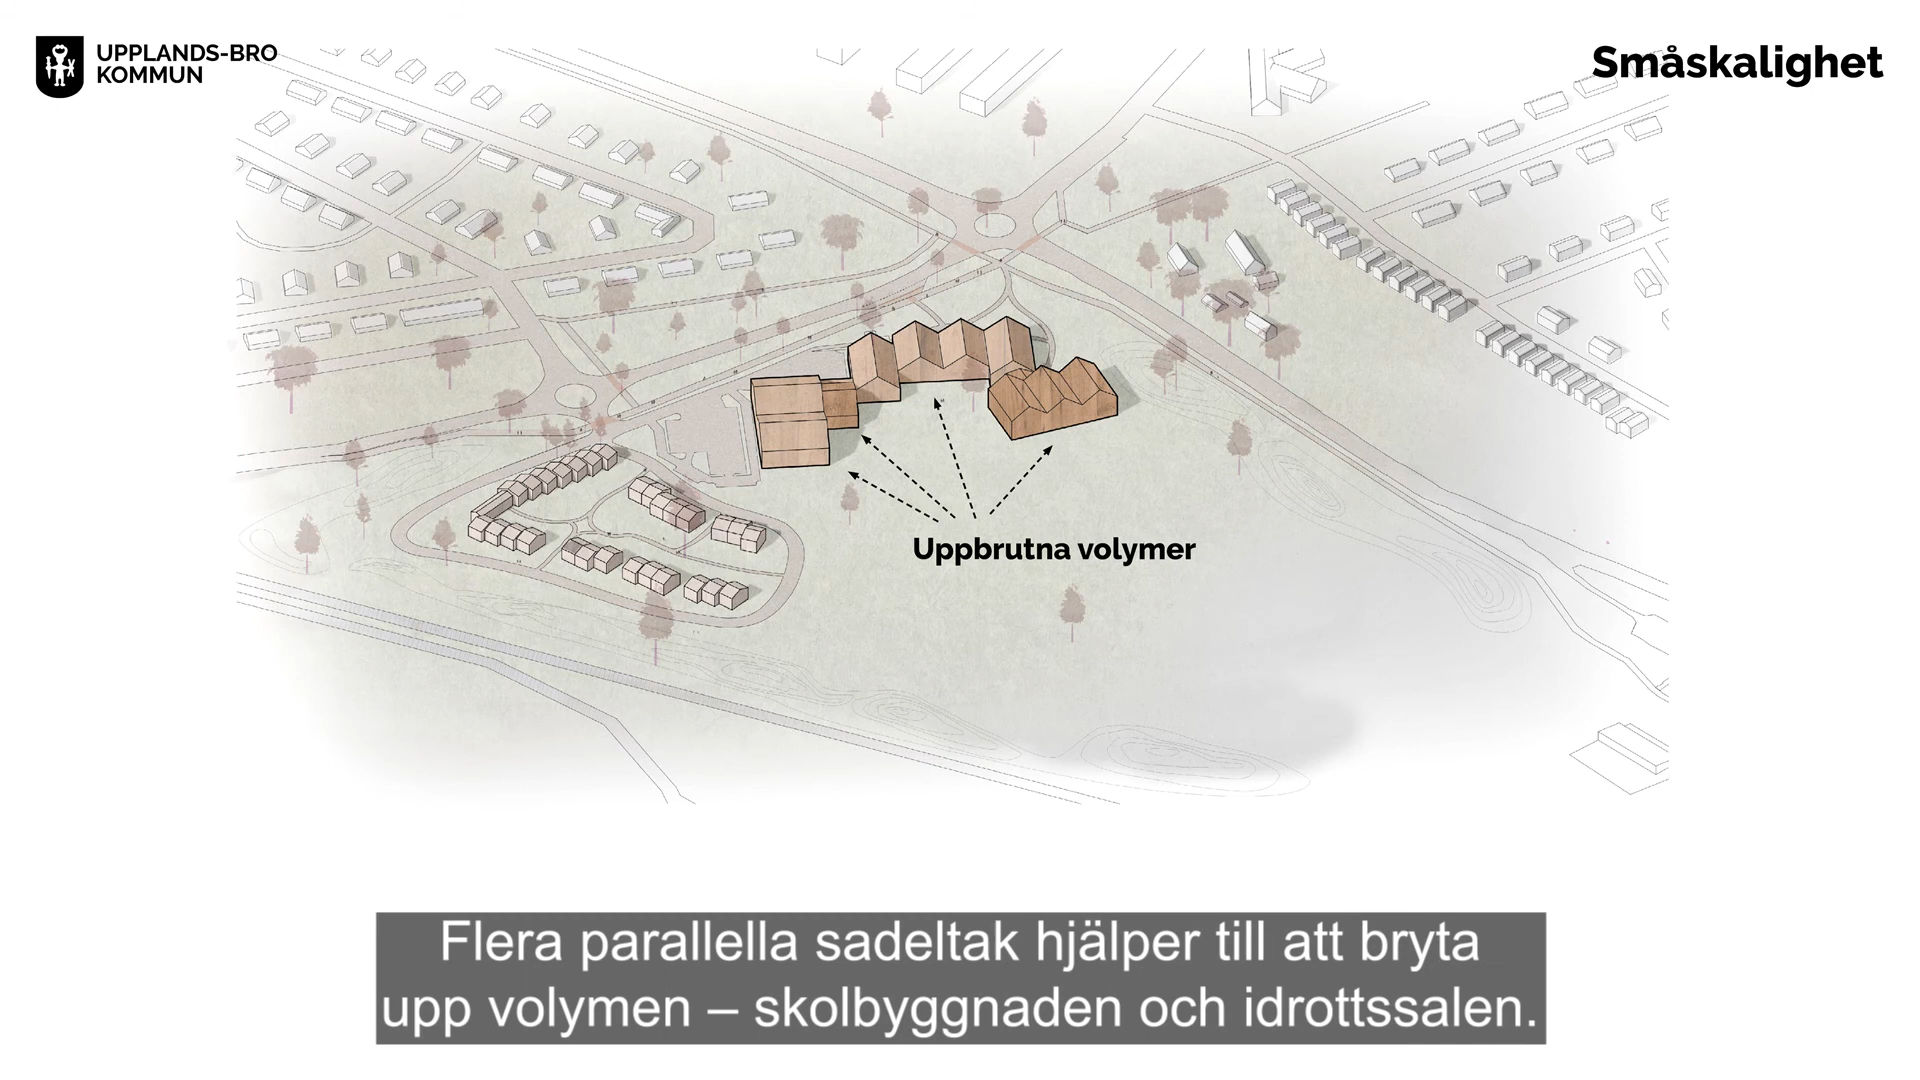 UPPLANDS-BRO
KOMMUN
Småskalighet
Uppbrutna volymer
Flera parallella sadeltak hjälper till att bryta
upp volymen – skolbyggnaden och idrottssalen.